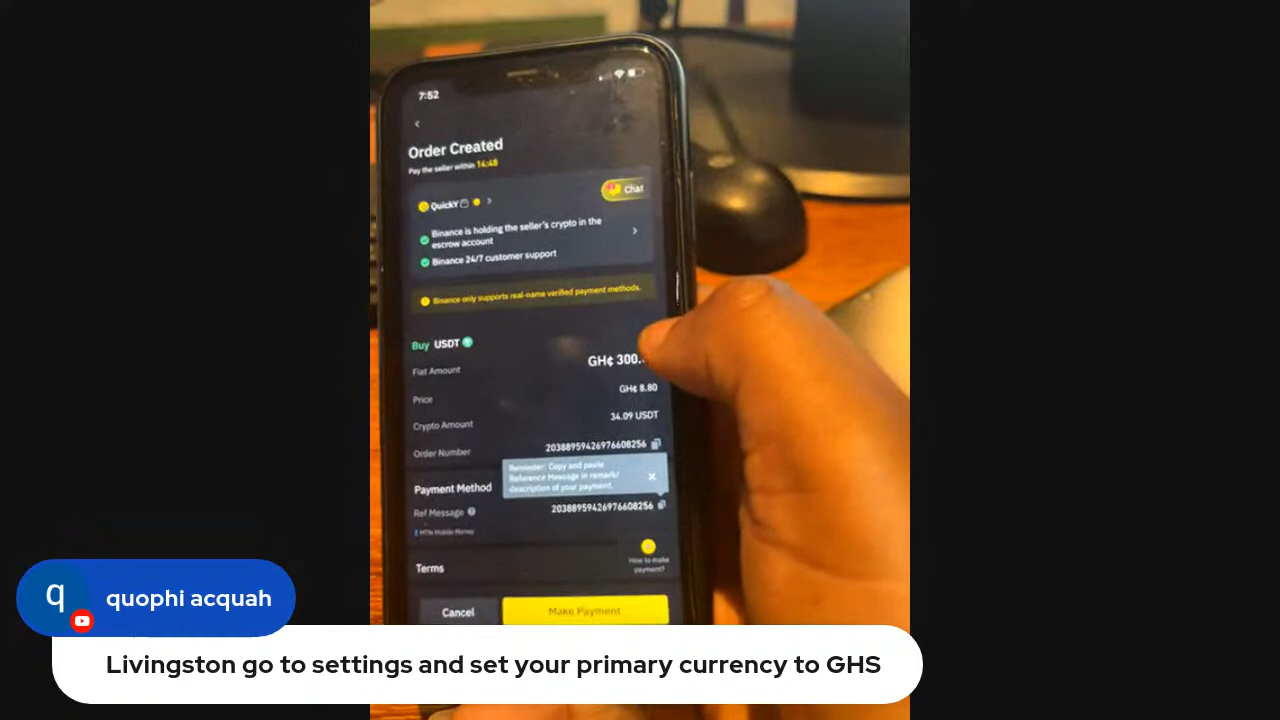 7:52
Order Created
Pay the seller within 14:48
Chat
QuickY
Binance is holding the seller's crypto in the
escrow account
Binance 24/7 customer support
Binance only supports real-name verified payment methods.
Buy USDT
Fiat Amount GH¢ 300.
Price GH¢ 8.80
Crypto Amount 34.09 USDT
Order Number 20388959426976608256
Reminder: Copy and paste
Reference Message in remark/
description of your payment.
Payment Method
Ref Message 20388959426976608256
MTN Mobile Money
How to make
payment?
Terms
Cancel Make Payment
q quophi acquah
Livingston go to settings and set your primary currency to GHS